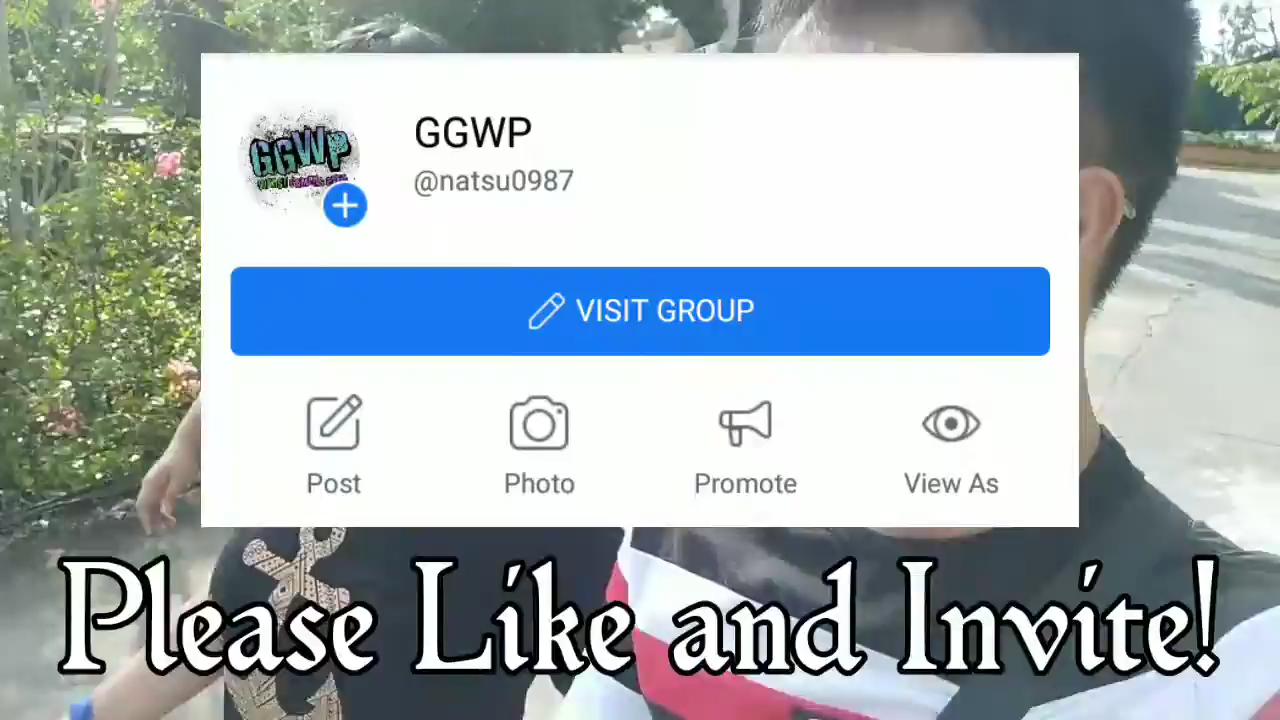 GGWP
GGWP
@natsu0987
VISIT GROUP
Post
Photo
Promote
View As
Please Like and Invite!